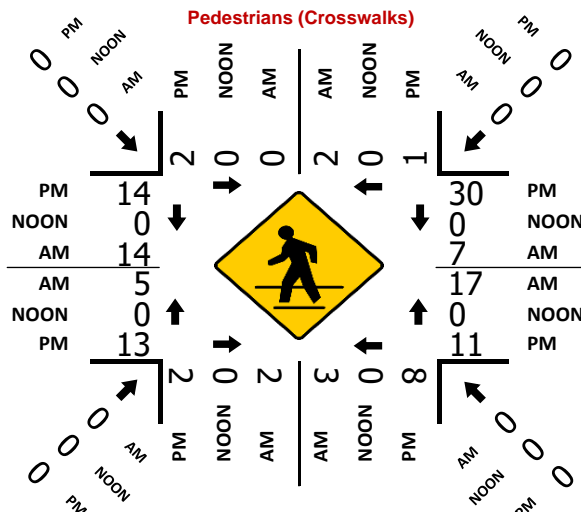 Pedestrians (Crosswalks)
0 PM
0 NOON
0 AM
PM NOON AM AM NOON PM
PM 0
NOON 0
AM 0
2 0 0 2 0 1
PM 14 30 PM
NOON 0 0 NOON
AM 14 7 AM
AM 5 17 AM
NOON 0 0 NOON
PM 13 11 PM
2 0 2 3 0 8
PM NOON AM AM NOON PM
0 AM
0 NOON
0 PM
AM 0
NOON 0
PM 0